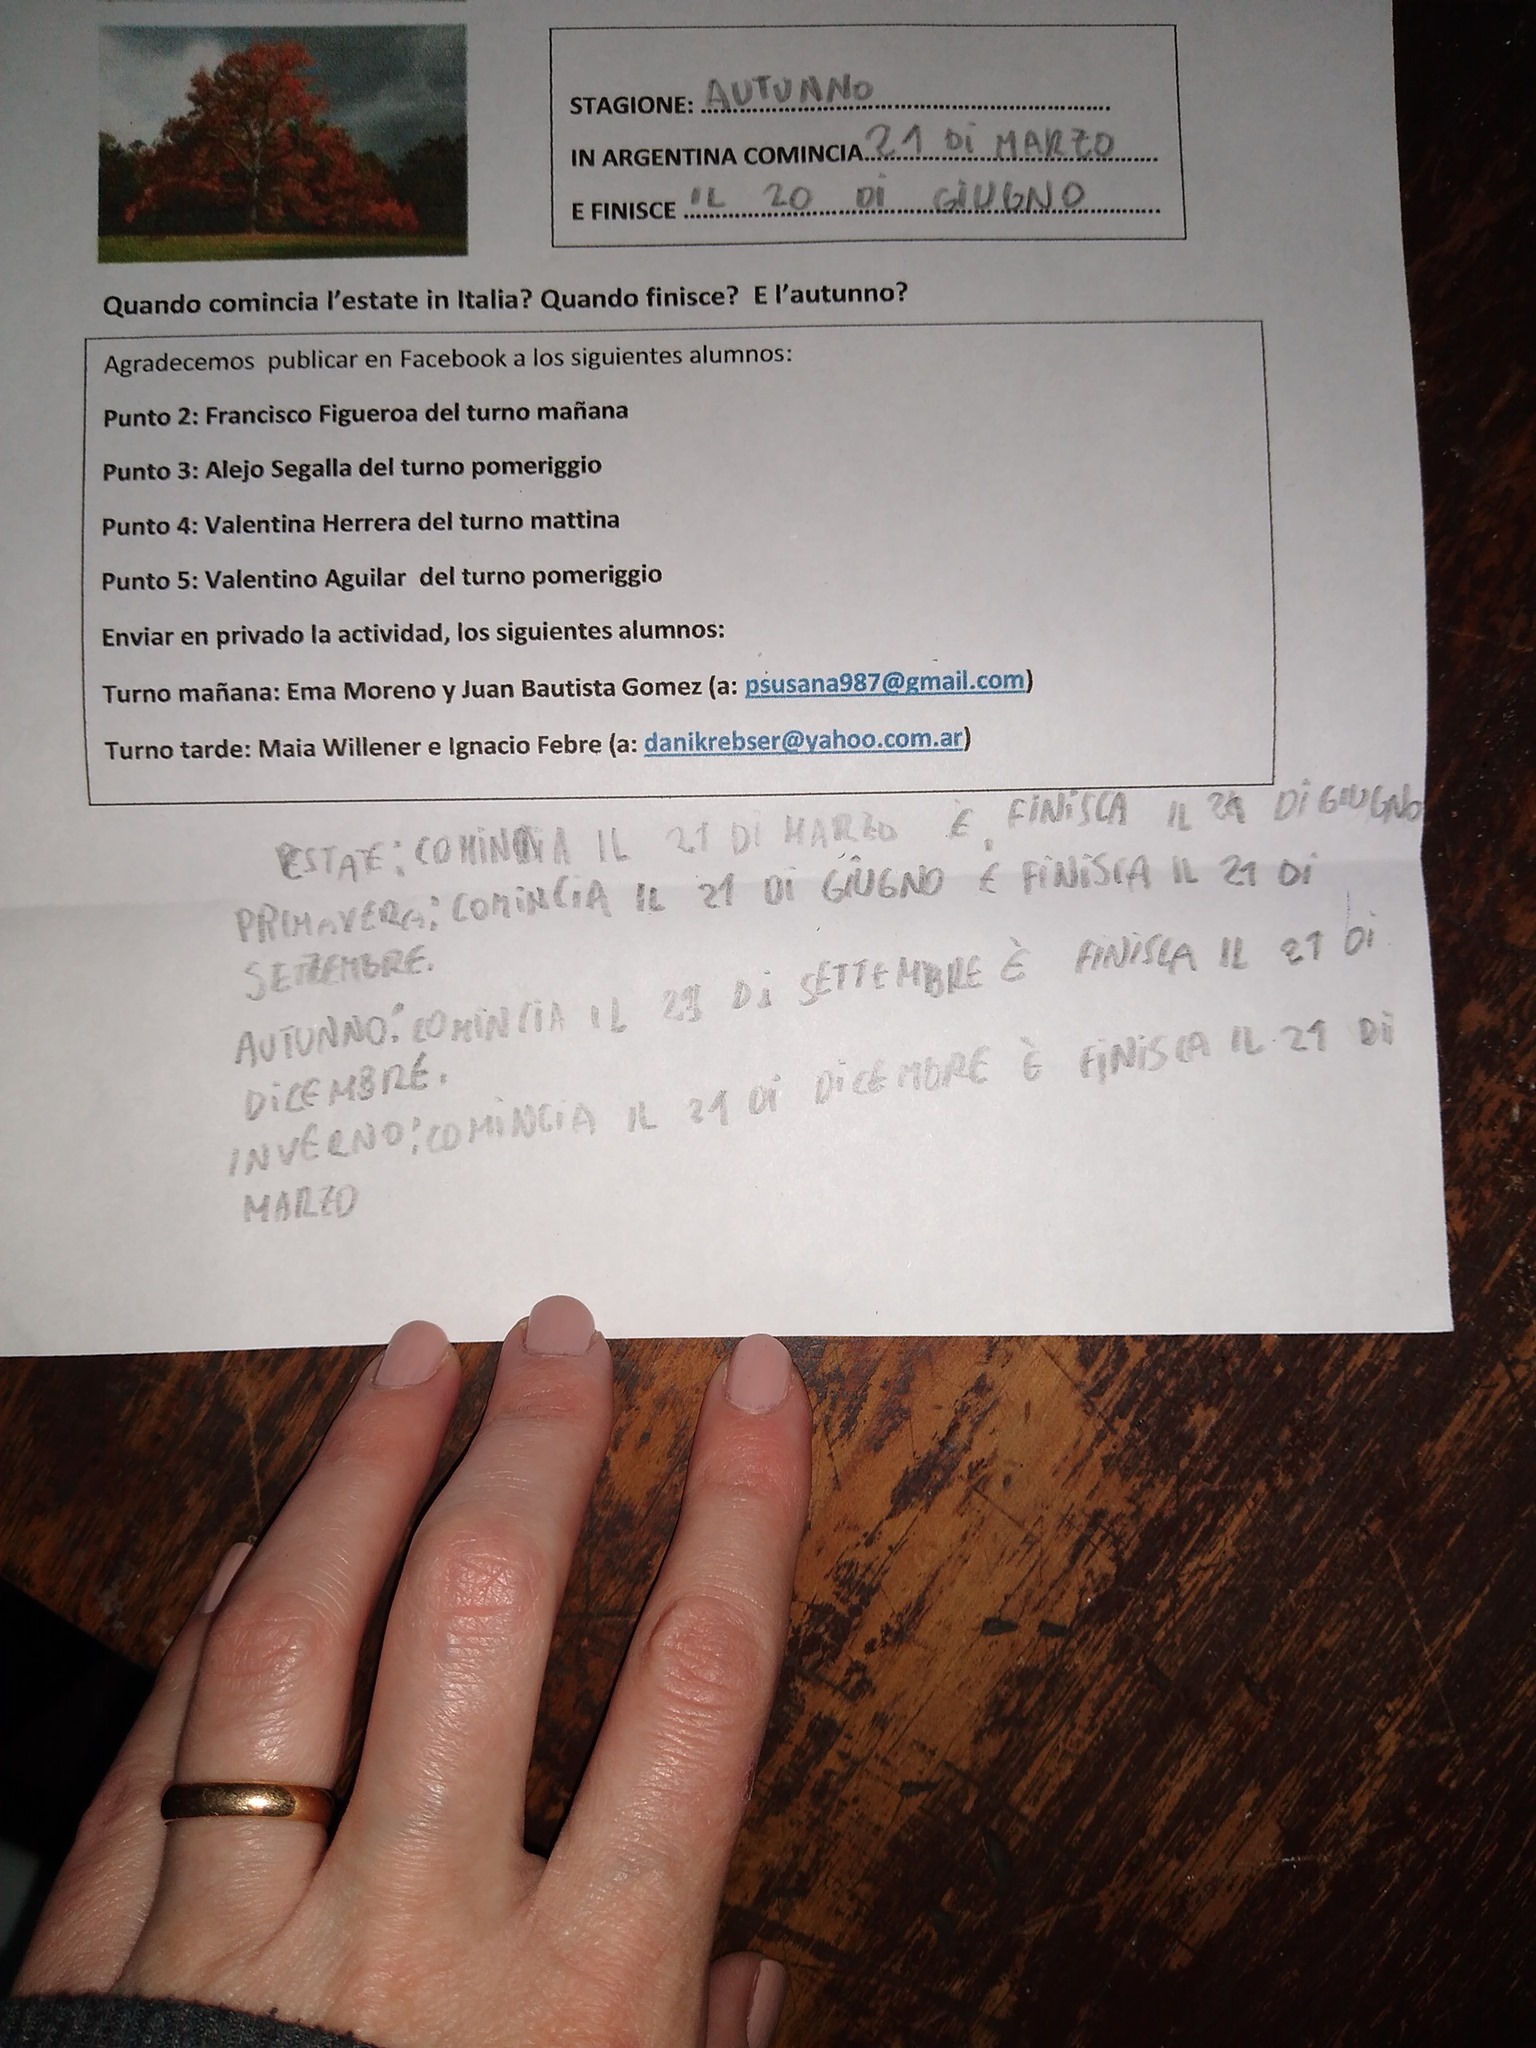 STAGIONE: AUTUNNO
IN ARGENTINA COMINCIA 21 DI MARZO
E FINISCE IL 20 DI GIUGNO
Quando comincia l'estate in Italia? Quando finisce? E l'autunno?
Agradecemos publicar en Facebook a los siguientes alumnos:
Punto 2: Francisco Figueroa del turno mañana
Punto 3: Alejo Segalla del turno pomeriggio
Punto 4: Valentina Herrera del turno mattina
Punto 5: Valentino Aguilar del turno pomeriggio
Enviar en privado la actividad, los siguientes alumnos:
Turno mañana: Ema Moreno y Juan Bautista Gomez (a: psusana987@gmail.com)
Turno tarde: Maia Willener e Ignacio Febre (a: danikrebser@yahoo.com.ar)
ESTATE: COMINCIA IL 21 DI MARZO E FINISCA IL 21 DI GIUGNO
PRIMAVERA: COMINCIA IL 21 DI GIUGNO E FINISCA IL 21 DI
SETTEMBRE.
AUTUNNO: COMINCIA IL 21 DI SETTEMBRE È FINISCA IL 21 DI
DICEMBRE.
INVERNO: COMINCIA IL 21 DI DICEMBRE È FINISCA IL 21 DI
MARZO